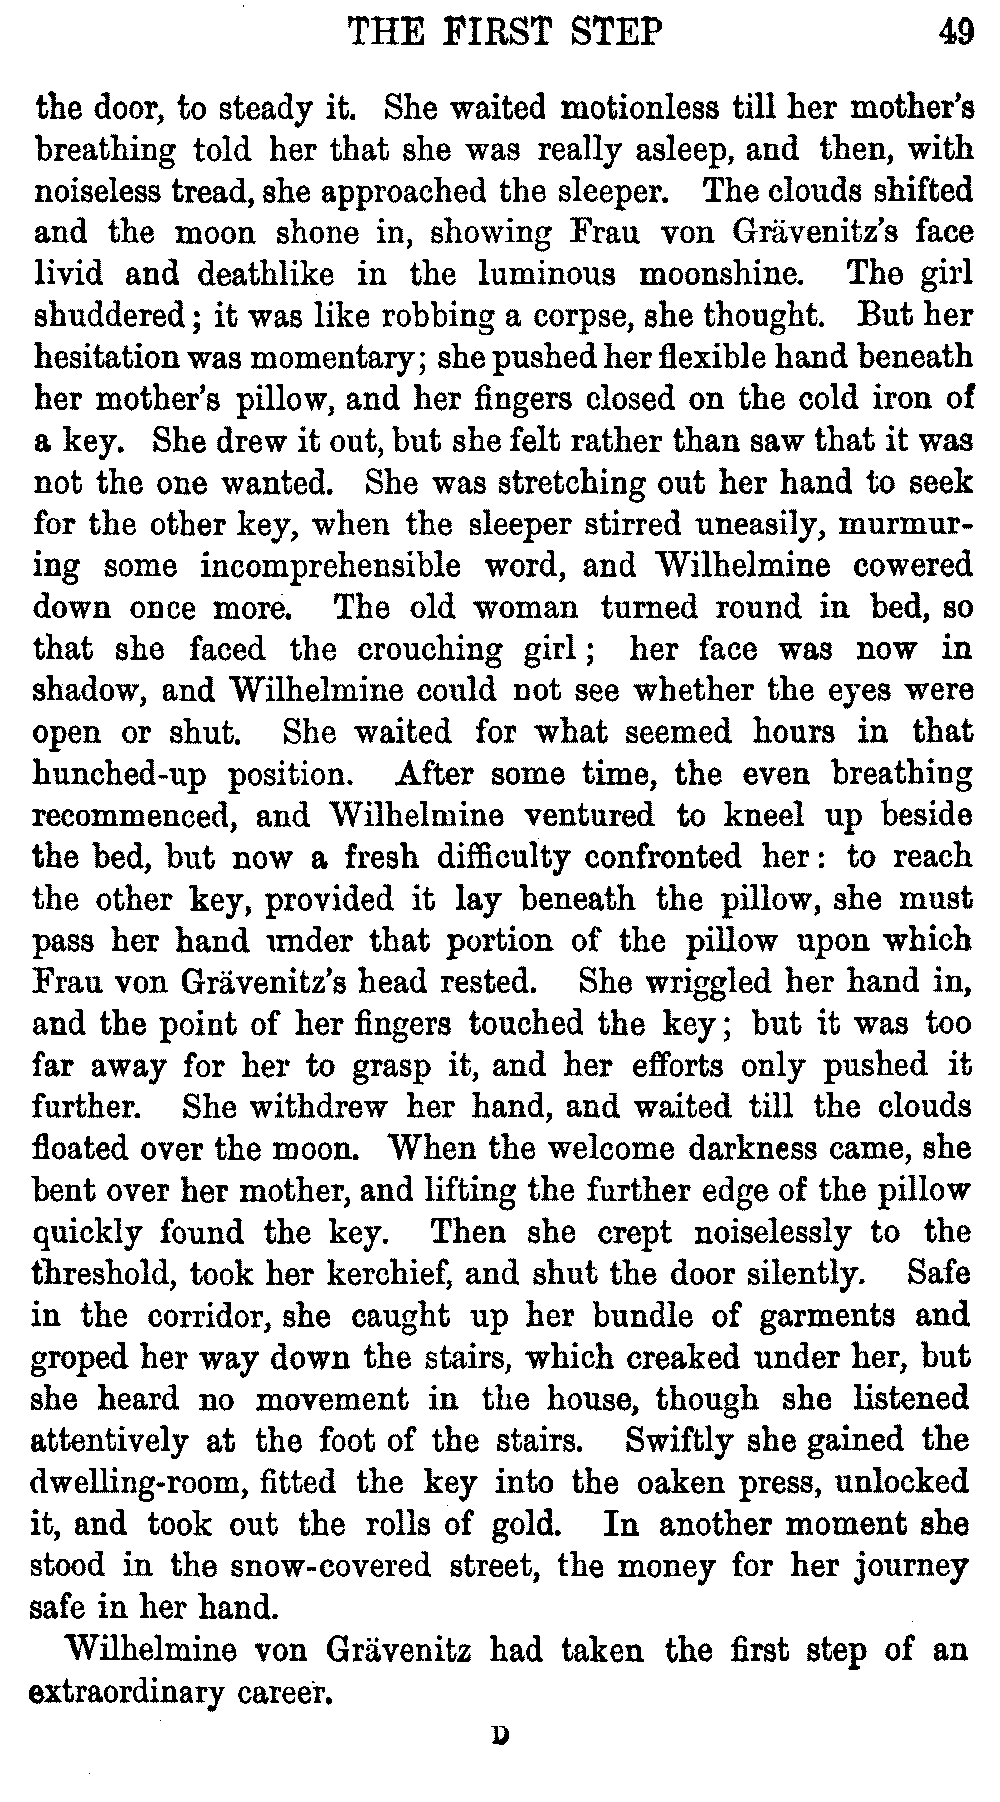 THE FIRST STEP 49
the door, to steady it. She waited motionless till her mother's
breathing told her that she was really asleep, and then, with
noiseless tread, she approached the sleeper. The clouds shifted
and the moon shone in, showing Frau von Grävenitz's face
livid and deathlike in the luminous moonshine. The girl
shuddered; it was like robbing a corpse, she thought. But her
hesitation was momentary; she pushed her flexible hand beneath
her mother's pillow, and her fingers closed on the cold iron of
a key. She drew it out, but she felt rather than saw that it was
not the one wanted. She was stretching out her hand to seek
for the other key, when the sleeper stirred uneasily, murmur-
ing some incomprehensible word, and Wilhelmine cowered
down once more. The old woman turned round in bed, so
that she faced the crouching girl; her face was now in
shadow, and Wilhelmine could not see whether the eyes were
open or shut. She waited for what seemed hours in that
hunched-up position. After some time, the even breathing
recommenced, and Wilhelmine ventured to kneel up beside
the bed, but now a fresh difficulty confronted her: to reach
the other key, provided it lay beneath the pillow, she must
pass her hand under that portion of the pillow upon which
Frau von Grävenitz's head rested. She wriggled her hand in,
and the point of her fingers touched the key; but it was too
far away for her to grasp it, and her efforts only pushed it
further. She withdrew her hand, and waited till the clouds
floated over the moon. When the welcome darkness came, she
bent over her mother, and lifting the further edge of the pillow
quickly found the key. Then she crept noiselessly to the
threshold, took her kerchief, and shut the door silently. Safe
in the corridor, she caught up her bundle of garments and
groped her way down the stairs, which creaked under her, but
she heard no movement in the house, though she listened
attentively at the foot of the stairs. Swiftly she gained the
dwelling-room, fitted the key into the oaken press, unlocked
it, and took out the rolls of gold. In another moment she
stood in the snow-covered street, the money for her journey
safe in her hand.
Wilhelmine von Grävenitz had taken the first step of an
extraordinary career.
D